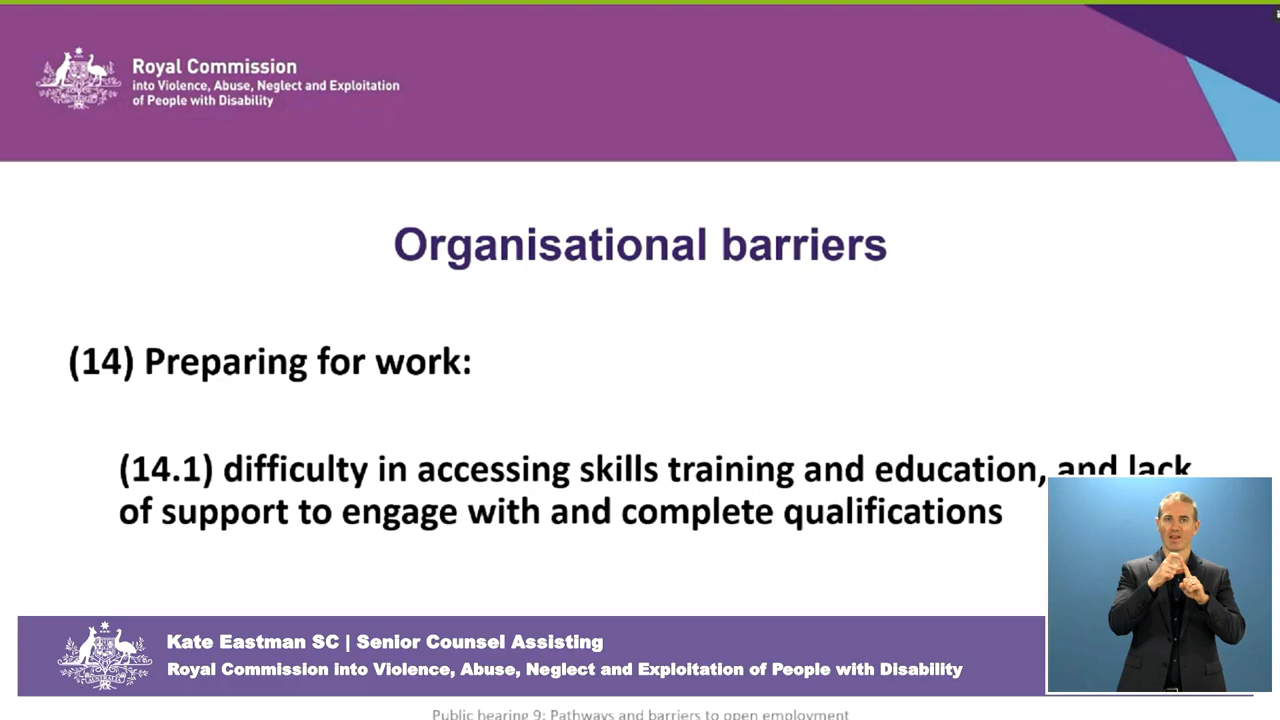 Royal Commission
into Violence, Abuse, Neglect and Exploitation
of People with Disability
Organisational barriers
(14) Preparing for work:
(14.1) difficulty in accessing skills training and education, and lack
of support to engage with and complete qualifications
Kate Eastman SC | Senior Counsel Assisting
Royal Commission into Violence, Abuse, Neglect and Exploitation of People with Disability
Public hearing 9: Pathways and barriers to open employment